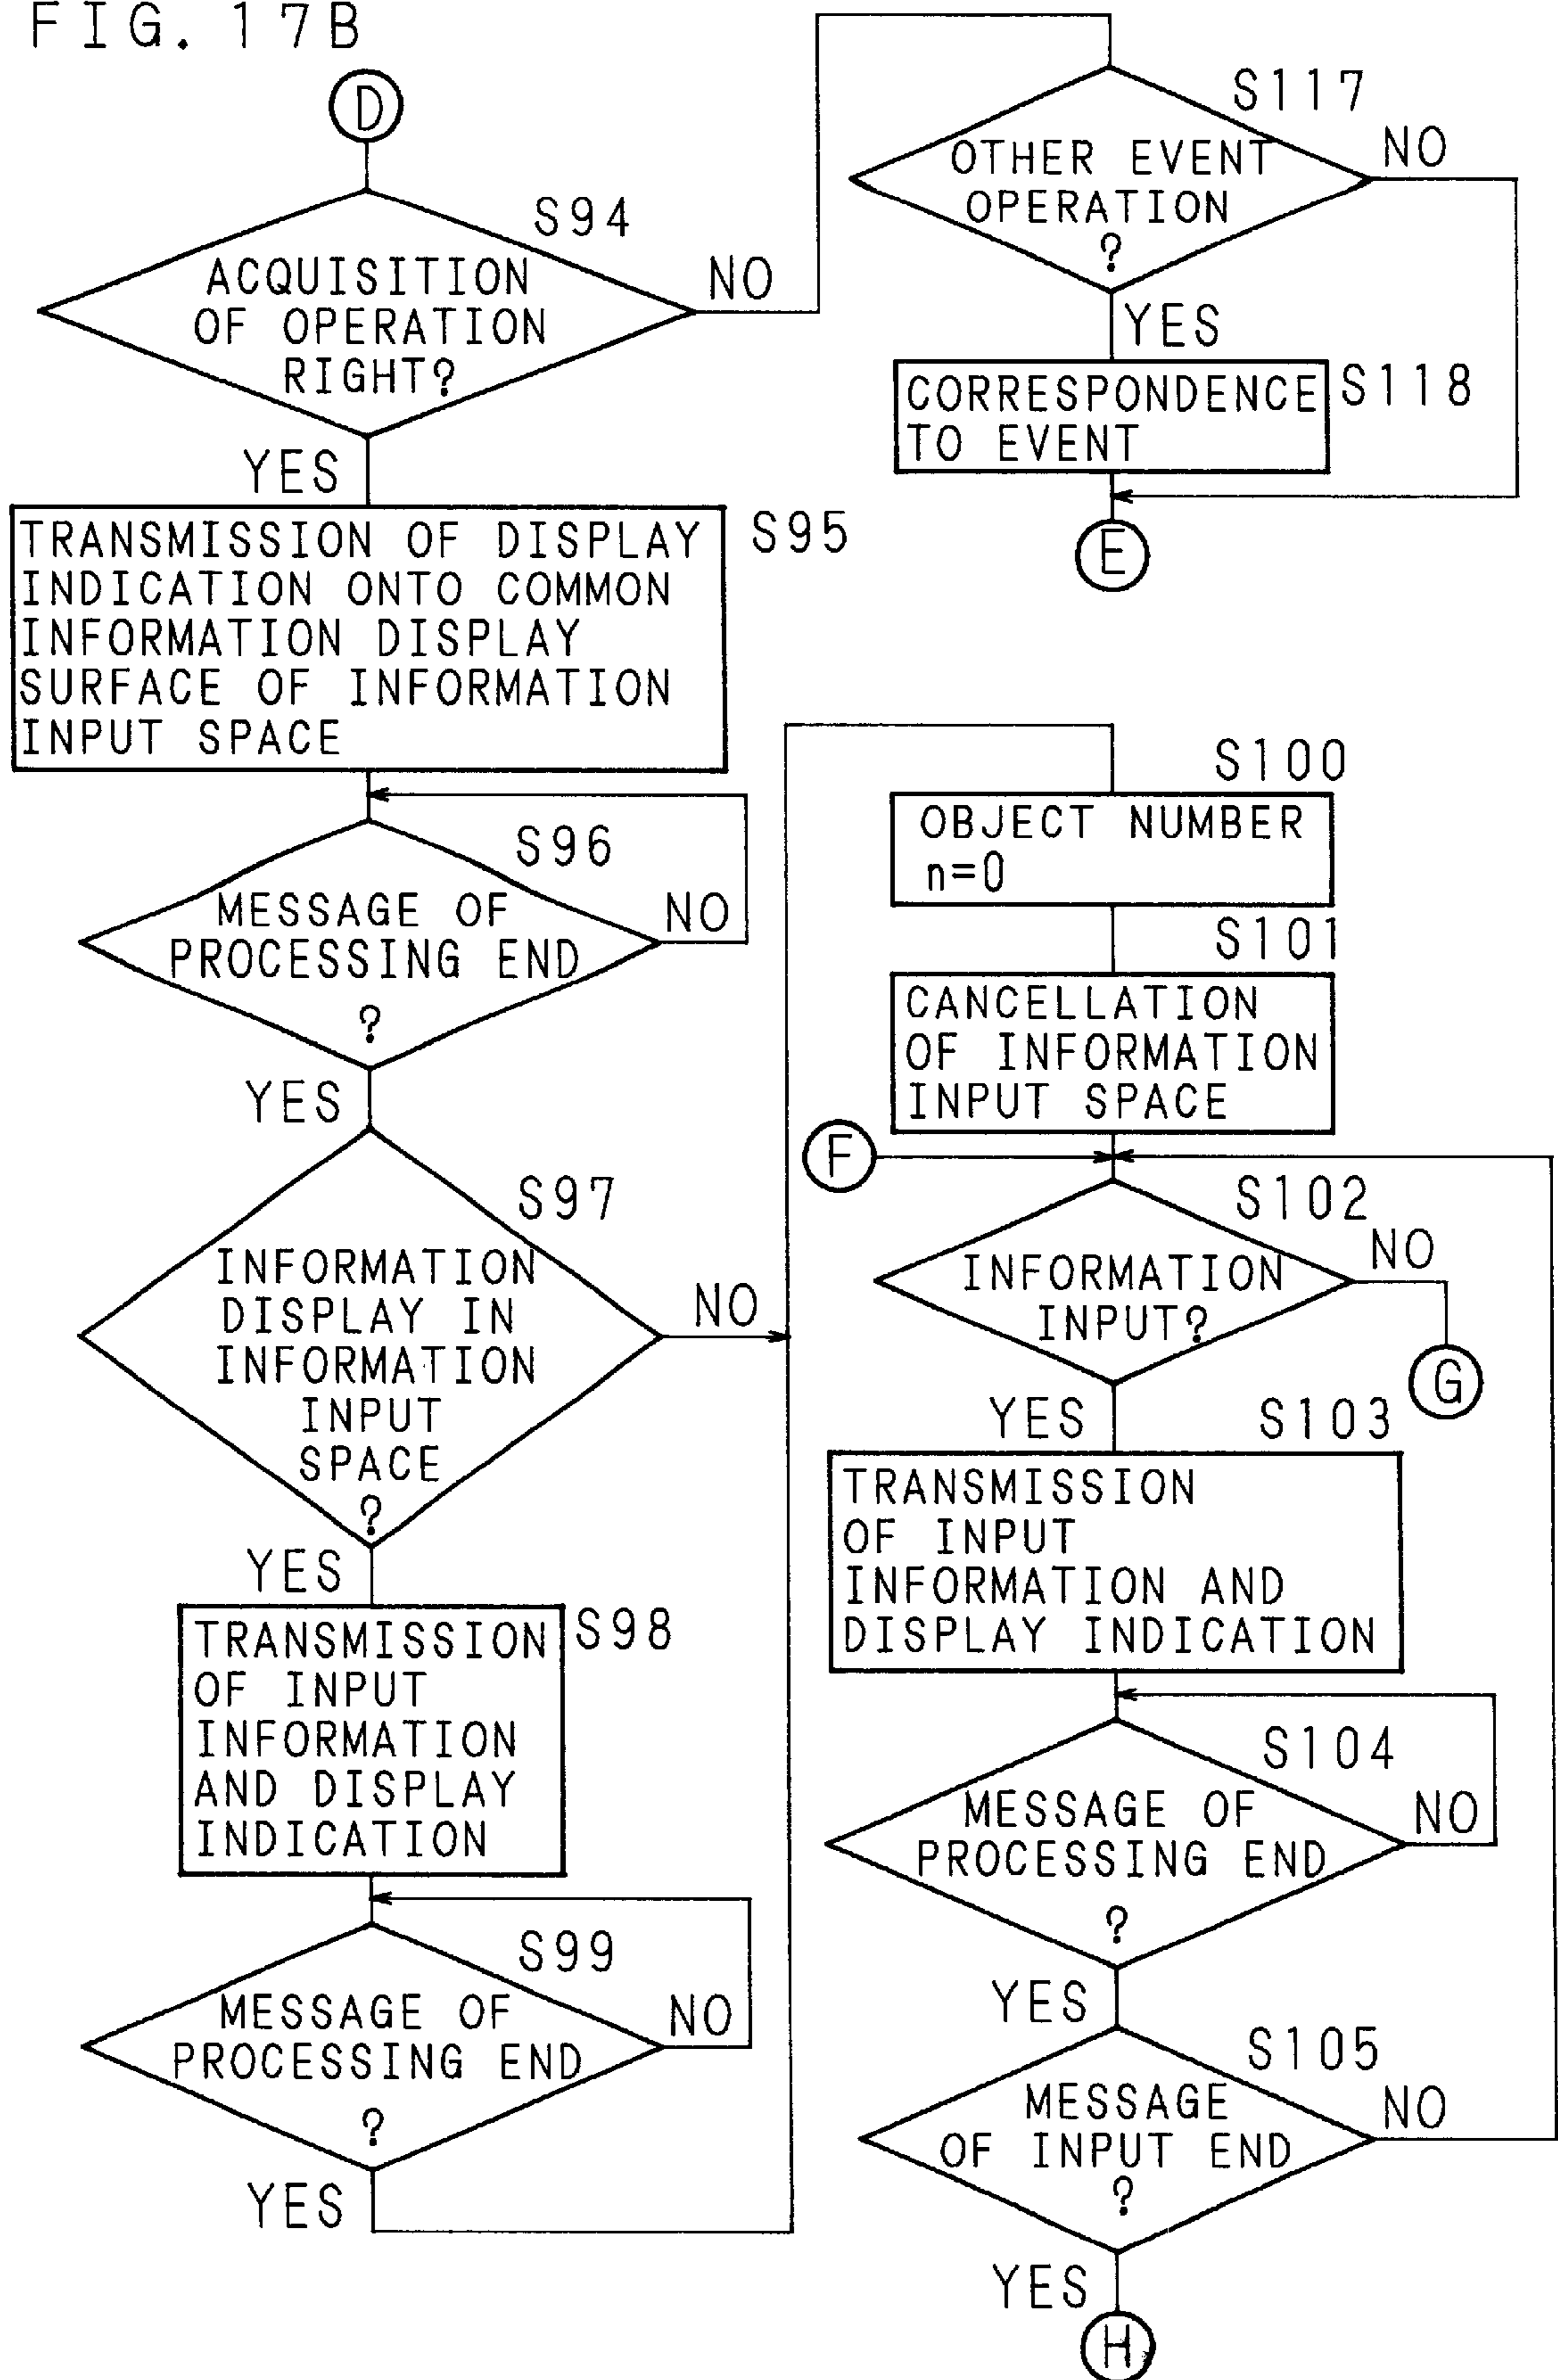 FIG. 17B
D
S94
ACQUISITION
OF OPERATION
RIGHT?
NO
YES
S95
TRANSMISSION OF DISPLAY
INDICATION ONTO COMMON
INFORMATION DISPLAY
SURFACE OF INFORMATION
INPUT SPACE
S96
MESSAGE OF
PROCESSING END
?
NO
YES
S97
INFORMATION
DISPLAY IN
INFORMATION
INPUT
SPACE
?
NO
YES
S98
TRANSMISSION
OF INPUT
INFORMATION
AND DISPLAY
INDICATION
S99
MESSAGE OF
PROCESSING END
?
NO
YES
S117
OTHER EVENT
OPERATION
?
NO
YES
S118
CORRESPONDENCE
TO EVENT
E
S100
OBJECT NUMBER
n=0
S101
CANCELLATION
OF INFORMATION
INPUT SPACE
F
S102
INFORMATION
INPUT?
NO
G
YES
S103
TRANSMISSION
OF INPUT
INFORMATION AND
DISPLAY INDICATION
S104
MESSAGE OF
PROCESSING END
?
NO
YES
S105
MESSAGE
OF INPUT END
?
NO
YES
H